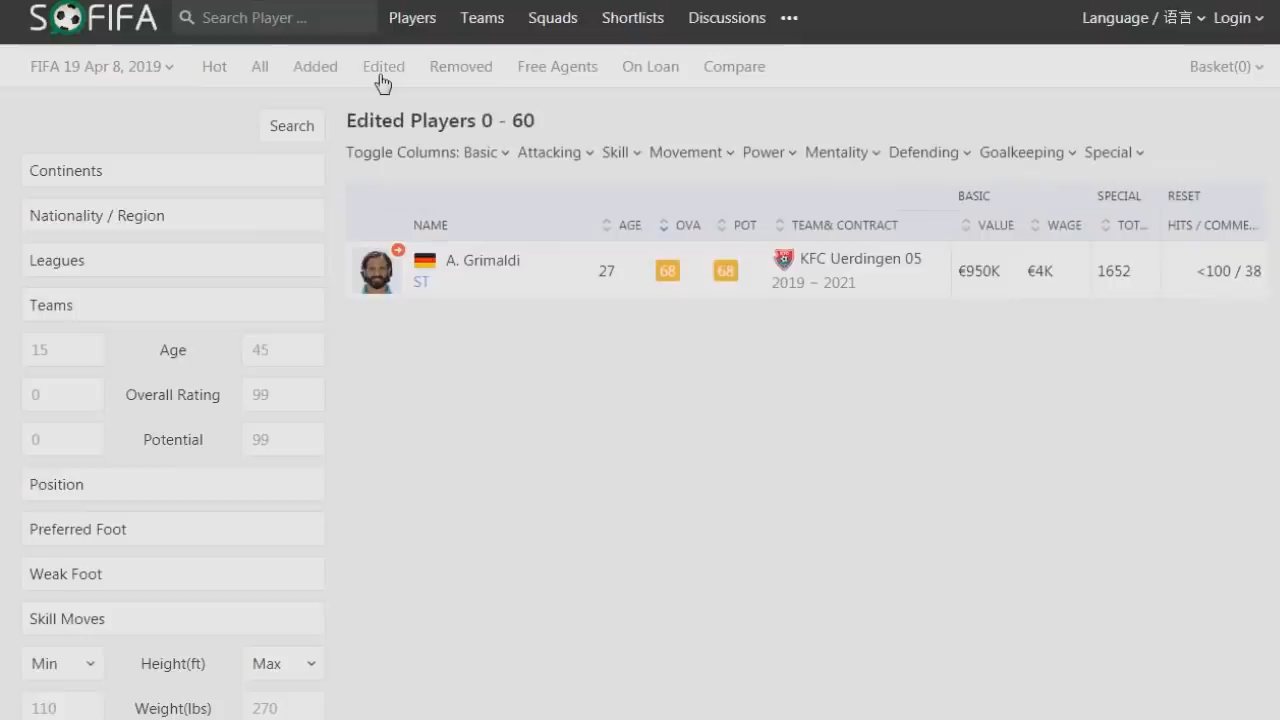 SOFIFA Search Player ... Players Teams Squads Shortlists Discussions ••• Language / 语言 Login
FIFA 19 Apr 8, 2019 Hot All Added Edited Removed Free Agents On Loan Compare Basket(0)
Search
Edited Players 0 - 60
Toggle Columns: Basic Attacking Skill Movement Power Mentality Defending Goalkeeping Special
Continents
Nationality / Region
Leagues
Teams
15 Age 45
0 Overall Rating 99
0 Potential 99
Position
Preferred Foot
Weak Foot
Skill Moves
Min Height(ft) Max
110 Weight(lbs) 270
BASIC SPECIAL RESET
NAME AGE OVA POT TEAM& CONTRACT VALUE WAGE TOT... HITS / COMME...
A. Grimaldi
ST
27 68 68
KFC Uerdingen 05
2019 ~ 2021
€950K €4K 1652 <100 / 38